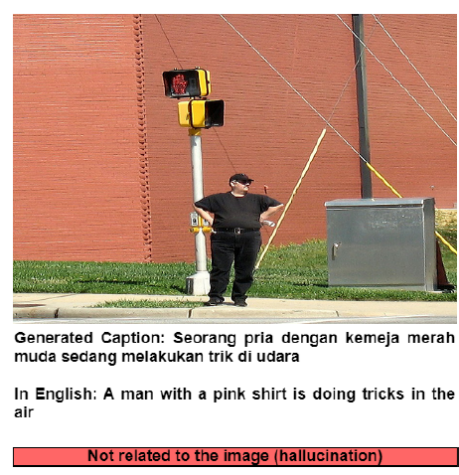 Generated Caption: Seorang pria dengan kemeja merah
muda sedang melakukan trik di udara
In English: A man with a pink shirt is doing tricks in the
air
Not related to the image (hallucination)